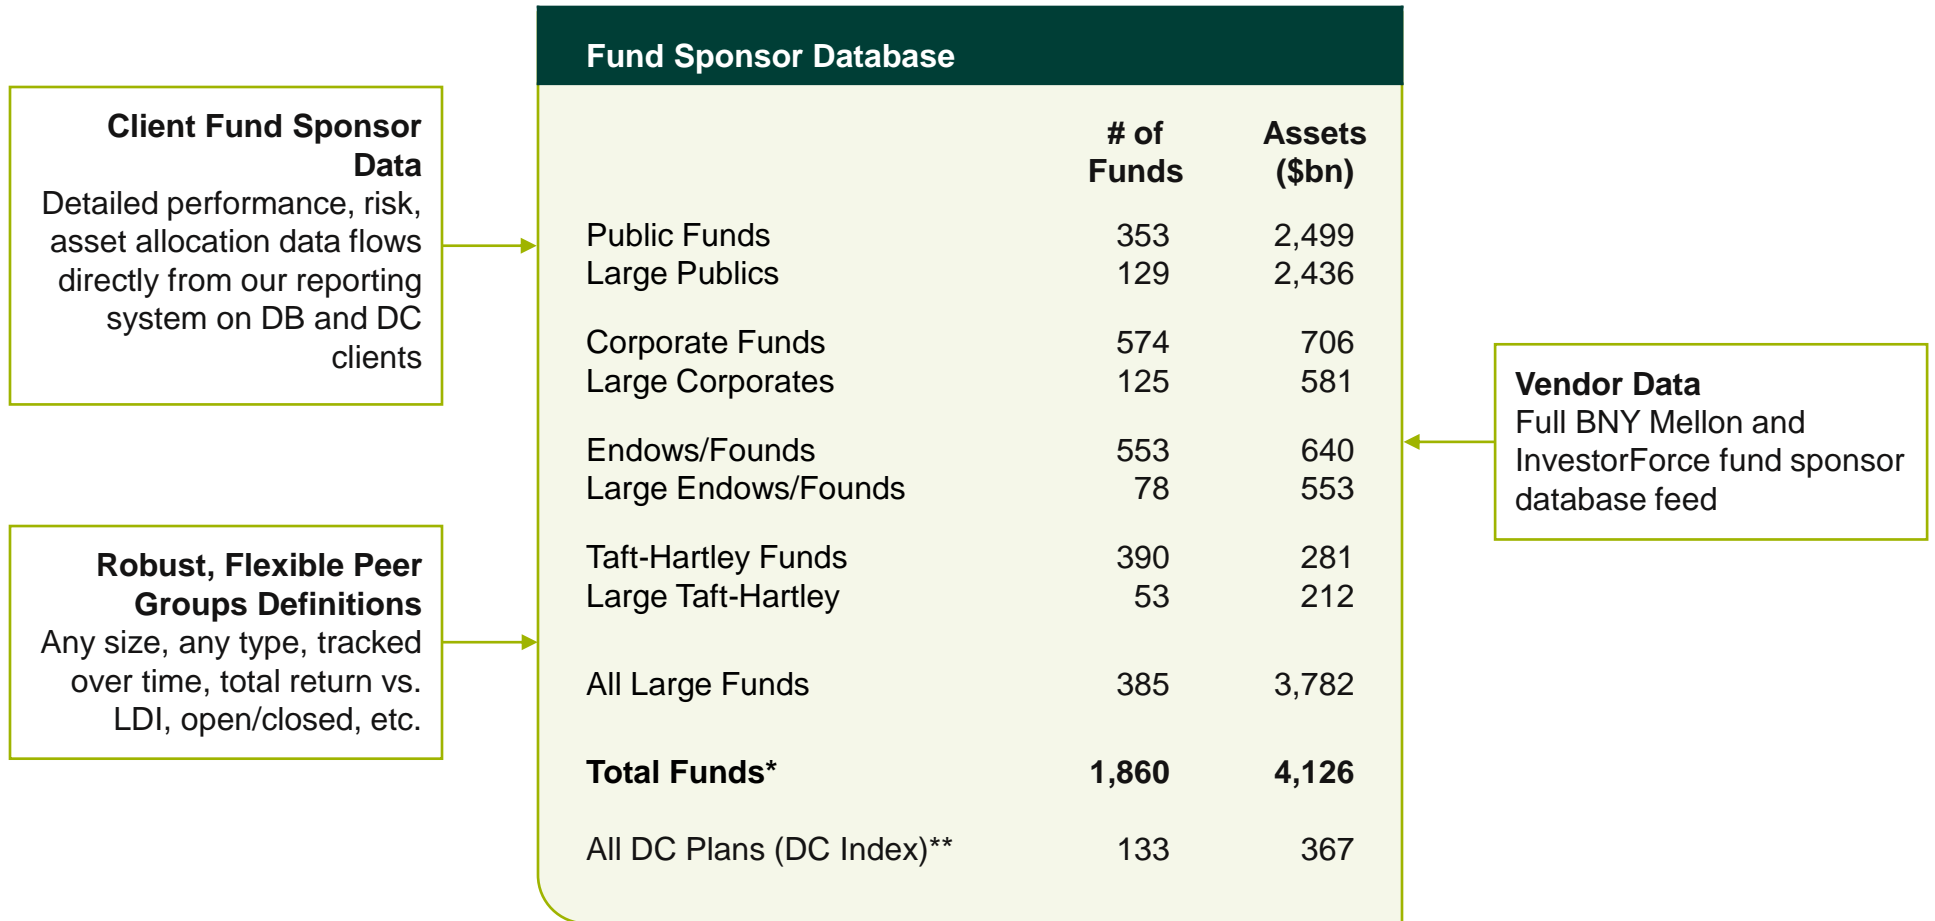 Fund Sponsor Database
Client Fund Sponsor
Data
Detailed performance, risk,
asset allocation data flows
directly from our reporting
system on DB and DC
clients
Robust, Flexible Peer
Groups Definitions
Any size, any type, tracked
over time, total return vs.
LDI, open/closed, etc.
# of Assets
Funds ($bn)
Public Funds 353 2,499
Large Publics 129 2,436
Corporate Funds 574 706
Large Corporates 125 581
Endows/Founds 553 640
Large Endows/Founds 78 553
Taft-Hartley Funds 390 281
Large Taft-Hartley 53 212
All Large Funds 385 3,782
Total Funds* 1,860 4,126
All DC Plans (DC Index)** 133 367
Vendor Data
Full BNY Mellon and
InvestorForce fund sponsor
database feed